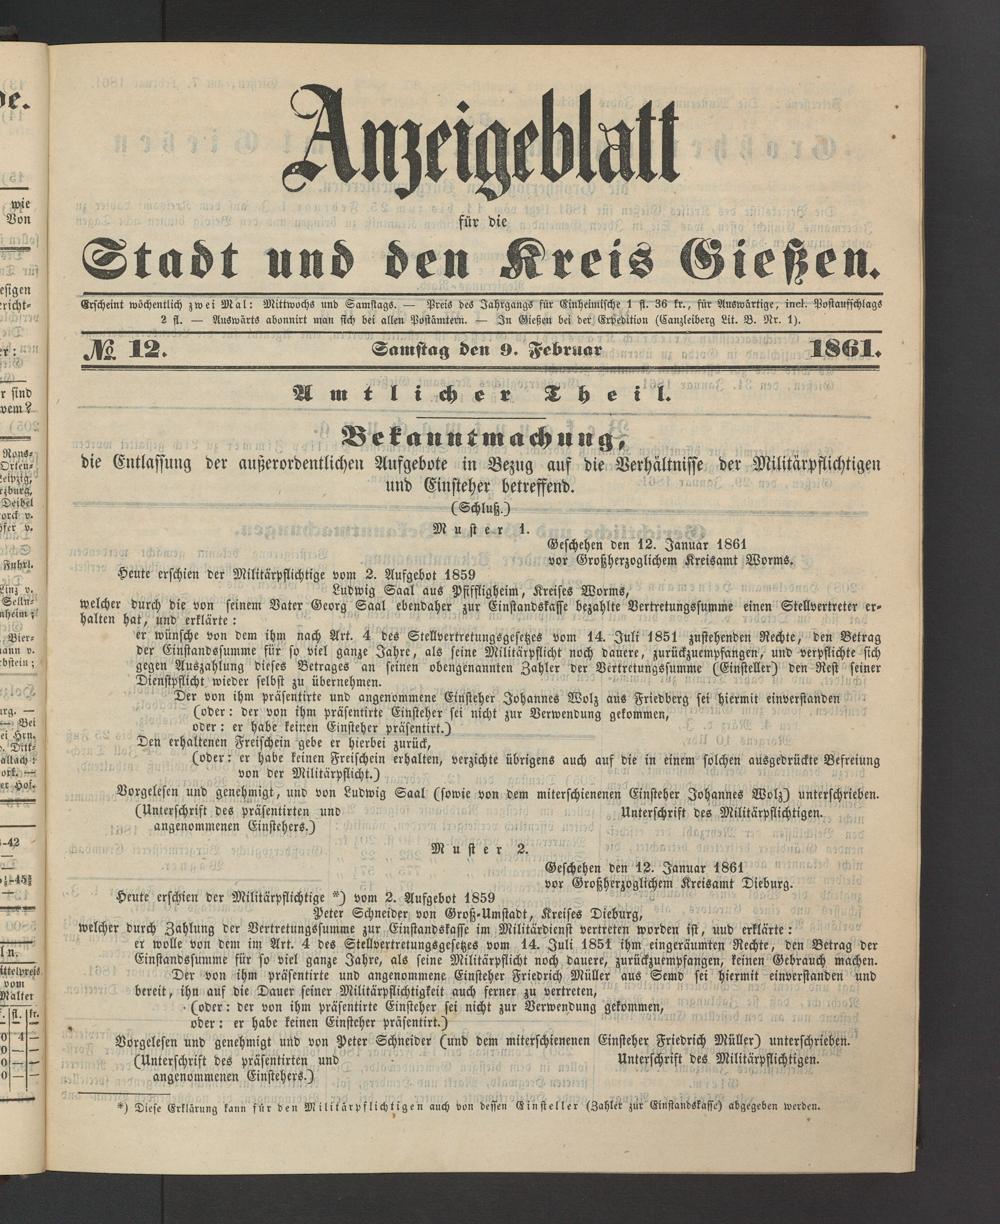 Anzeigeblatt
für die
Stadt und den Kreis Gießen.
Erscheint wöchentlich zwei Mal: Mittwochs und Samstags. — Preis des Jahrgangs für Einheimische 1 fl. 36 kr., für Auswärtige, incl. Postaufschlags
2 fl. — Auswärts abonnirt man sich bei allen Postämtern. — In Gießen bei der Expedition (Canzleiberg Lit. B. Nr. 1).
№ 12. Samstag den 9. Februar 1861.
Amtlicher Theil.
Bekanntmachung,
die Entlassung der außerordentlichen Aufgebote in Bezug auf die Verhältnisse der Militärpflichtigen
und Einsteher betreffend.
(Schluß.)
Muster 1.
Geschehen den 12. Januar 1861
vor Großherzoglichem Kreisamt Worms.
Heute erschien der Militärpflichtige vom 2. Aufgebot 1859
Ludwig Saal aus Pfiffligheim, Kreises Worms,
welcher durch die von seinem Vater Georg Saal ebendaher zur Einstandskasse bezahlte Vertretungssumme einen Stellvertreter er-
halten hat, und erklärte:
er wünsche von dem ihm nach Art. 4 des Stellvertretungsgesetzes vom 14. Juli 1851 zustehenden Rechte, den Betrag
der Einstandssumme für so viel ganze Jahre, als seine Militärpflicht noch dauere, zurückzuempfangen, und verpflichte sich
gegen Auszahlung dieses Betrages an seinen obengenannten Zahler der Vertretungssumme (Einsteller) den Rest seiner
Dienstpflicht wieder selbst zu übernehmen.
Der von ihm präsentirte und angenommene Einsteher Johannes Wolz aus Friedberg sei hiermit einverstanden
(oder: der von ihm präsentirte Einsteher sei nicht zur Verwendung gekommen,
oder: er habe keinen Einsteher präsentirt.)
Den erhaltenen Freischein gebe er hierbei zurück,
(oder: er habe keinen Freischein erhalten, verzichte übrigens auch auf die in einem solchen ausgedrückte Befreiung
von der Militärpflicht.)
Vorgelesen und genehmigt, und von Ludwig Saal (sowie von dem miterschienenen Einsteher Johannes Wolz) unterschrieben.
(Unterschrift des präsentirten und Unterschrift des Militärpflichtigen.
angenommenen Einstehers.)
Muster 2.
Geschehen den 12. Januar 1861
vor Großherzoglichem Kreisamt Dieburg.
Heute erschien der Militärpflichtige *) vom 2. Aufgebot 1859
Peter Schneider von Groß-Umstadt, Kreises Dieburg,
welcher durch Zahlung der Vertretungssumme zur Einstandskasse im Militärdienst vertreten worden ist, und erklärte:
er wolle von dem im Art. 4 des Stellvertretungsgesetzes vom 14. Juli 1851 ihm eingeräumten Rechte, den Betrag der
Einstandssumme für so viel ganze Jahre, als seine Militärpflicht noch dauere, zurückzuempfangen, keinen Gebrauch machen.
Der von ihm präsentirte und angenommene Einsteher Friedrich Müller aus Semd sei hiermit einverstanden und
bereit, ihn auf die Dauer seiner Militärpflichtigkeit auch ferner zu vertreten,
(oder: der von ihm präsentirte Einsteher sei nicht zur Verwendung gekommen,
oder: er habe keinen Einsteher präsentirt.)
Vorgelesen und genehmigt und von Peter Schneider (und dem miterschienenen Einsteher Friedrich Müller) unterschrieben.
(Unterschrift des präsentirten und Unterschrift des Militärpflichtigen.
angenommenen Einstehers.)
*) Diese Erklärung kann für den Militärpflichtigen auch von dessen Einsteller (Zahler zur Einstandskasse) abgegeben werden.